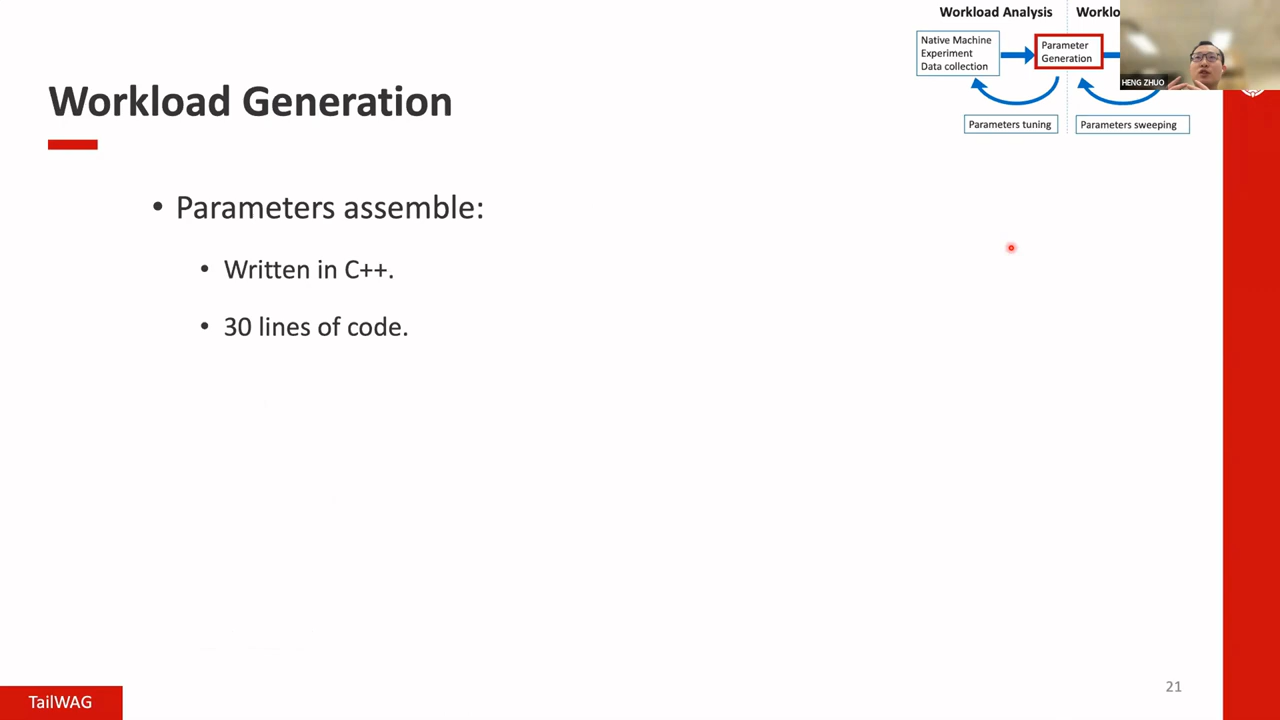 Workload Analysis
Native Machine
Experiment
Data collection
Parameter
Generation
HENG ZHUO
Parameters tuning
Parameters sweeping
Workload Generation
• Parameters assemble:
• Written in C++.
• 30 lines of code.
21
TailWAG